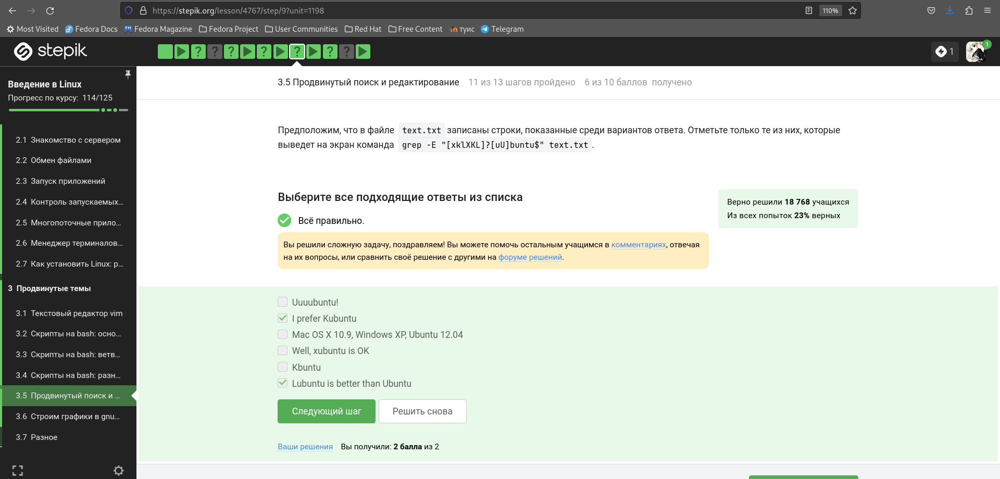 https://stepik.org/lesson/4767/step/9?unit=1198
110%
Most Visited Fedora Docs Fedora Magazine Fedora Project User Communities Red Hat Free Content туис Telegram
stepik
1
1
Введение в Linux
Прогресс по курсу: 114/125
2.1 Знакомство с сервером
2.2 Обмен файлами
2.3 Запуск приложений
2.4 Контроль запускаемых...
2.5 Многопоточные прило...
2.6 Менеджер терминалов...
2.7 Как установить Linux: р...
3 Продвинутые темы
3.1 Текстовый редактор vim
3.2 Скрипты на bash: осно...
3.3 Скрипты на bash: ветв...
3.4 Скрипты на bash: разн...
3.5 Продвинутый поиск и ...
3.6 Строим графики в gnu...
3.7 Разное
3.5 Продвинутый поиск и редактирование 11 из 13 шагов пройдено 6 из 10 баллов получено
Предположим, что в файле text.txt записаны строки, показанные среди вариантов ответа. Отметьте только те из них, которые
выведет на экран команда grep -E "[xklXKL]?[uU]buntu$" text.txt.
Выберите все подходящие ответы из списка
Верно решили 18 768 учащихся
Из всех попыток 23% верных
Всё правильно.
Вы решили сложную задачу, поздравляем! Вы можете помочь остальным учащимся в комментариях, отвечая
на их вопросы, или сравнить своё решение с другими на форуме решений.
Uuuubuntu!
I prefer Kubuntu
Mac OS X 10.9, Windows XP, Ubuntu 12.04
Well, xubuntu is OK
Kbuntu
Lubuntu is better than Ubuntu
Следующий шаг Решить снова
Ваши решения Вы получили: 2 балла из 2